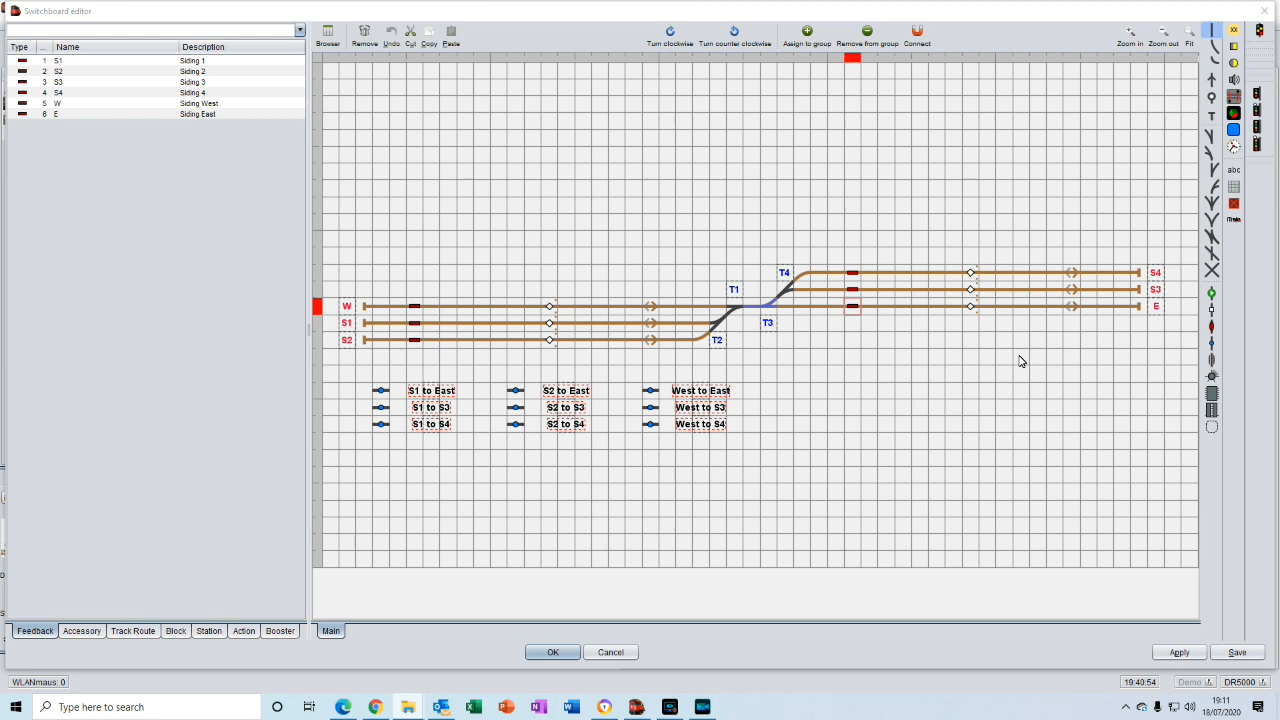 Switchboard editor
Browser Remove Undo Cut Copy Paste Turn clockwise Turn counter clockwise Assign to group Remove from group Connect Zoom in Zoom out Fit
Type ... Name Description
1 S1 Siding 1
2 S2 Siding 2
3 S3 Siding 3
4 S4 Siding 4
5 W Siding West
6 E Siding East
T
abc
T4 S4
T1 S3
W E
S1 T3
S2 T2
S1 to East S2 to East West to East
S1 to S3 S2 to S3 West to S3
S1 to S4 S2 to S4 West to S4
Feedback Accessory Track Route Block Station Action Booster Main
OK Cancel Apply Save
WLANmaus: 0 19:40:54 Demo DR5000
Type here to search 19:11
18/07/2020